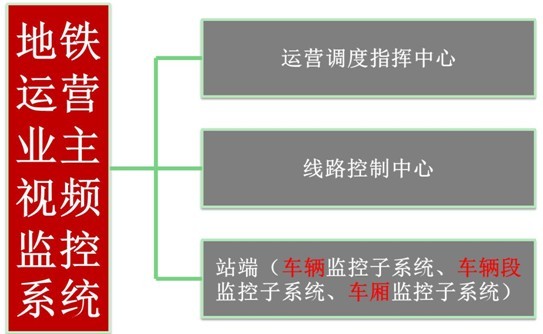 地铁
运营
业主
视频
监控
系统
运营调度指挥中心
线路控制中心
站端（车辆监控子系统、车辆段
监控子系统、车厢监控子系统）